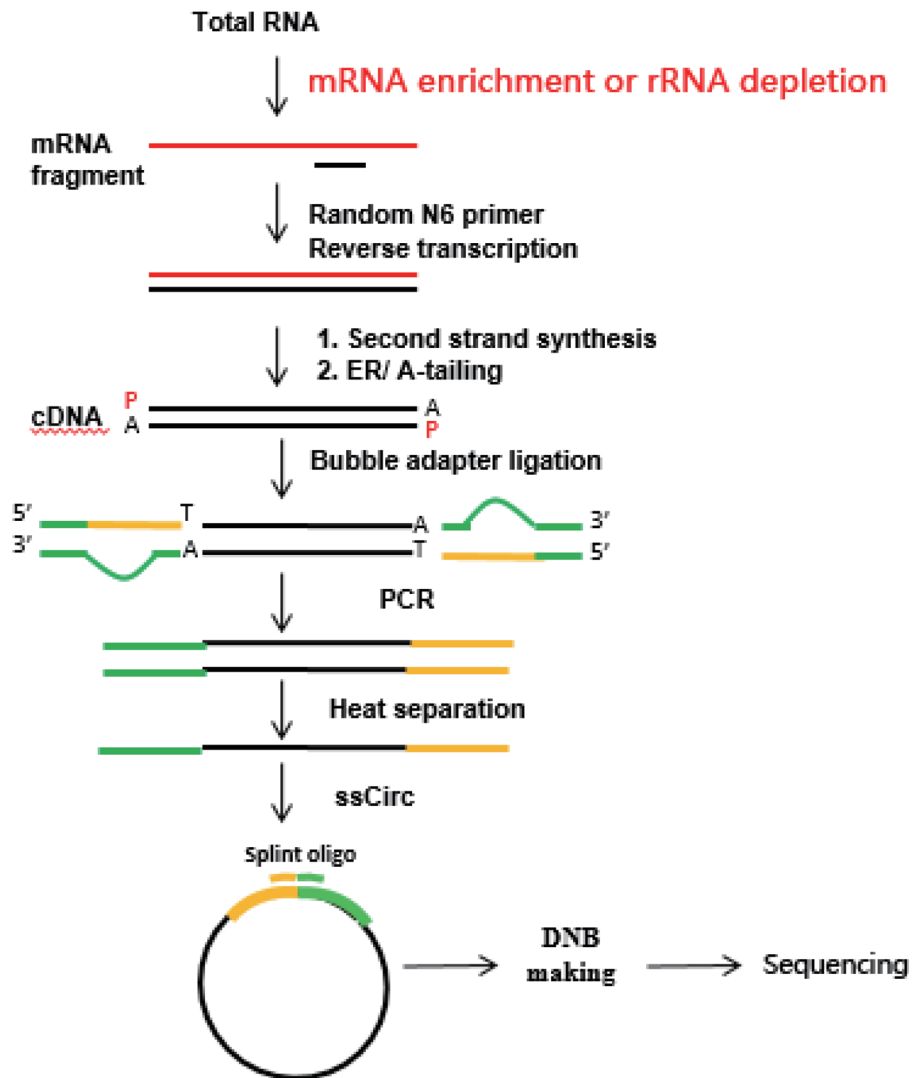 Total RNA
mRNA enrichment or rRNA depletion
mRNA
fragment
Random N6 primer
Reverse transcription
1. Second strand synthesis
2. ER/ A-tailing
P
A
cDNA
A
P
Bubble adapter ligation
5′
T
A
3′
3′
A
T
5′
PCR
Heat separation
ssCirc
Splint oligo
DNB
making
Sequencing